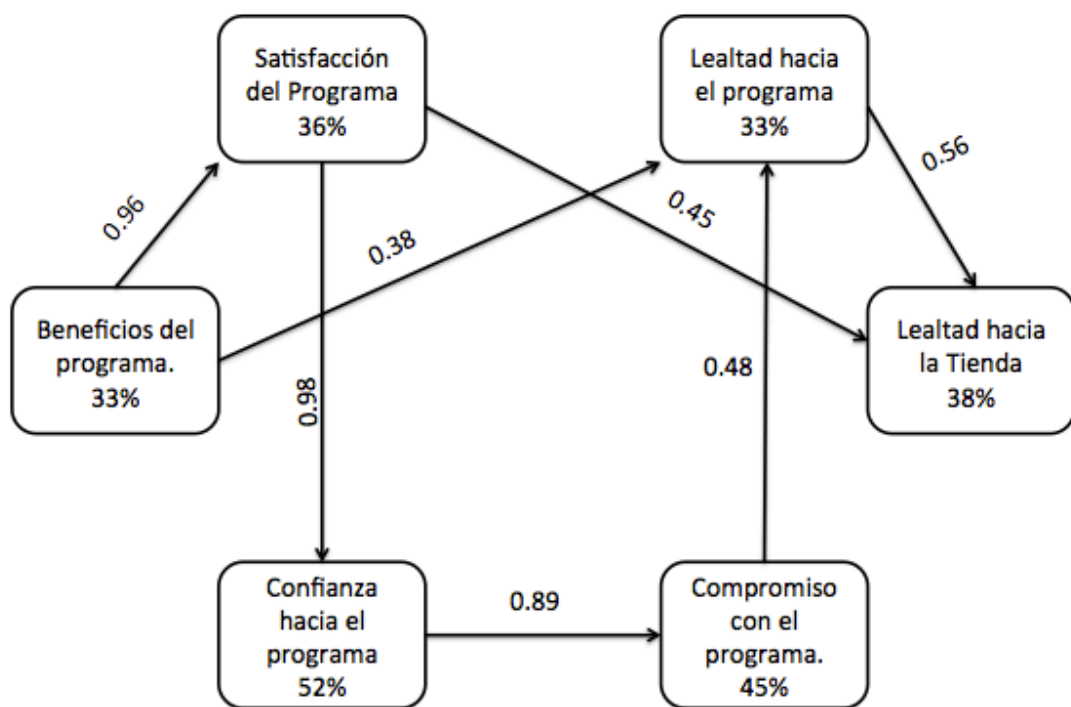 Satisfacción
del Programa
36%
Lealtad hacia
el programa
33%
0.56
0.96
0.45
0.38
Beneficios del
programa.
33%
Lealtad hacia
la Tienda
38%
0.98
0.48
Confianza
hacia el
programa
52%
0.89
Compromiso
con el
programa.
45%